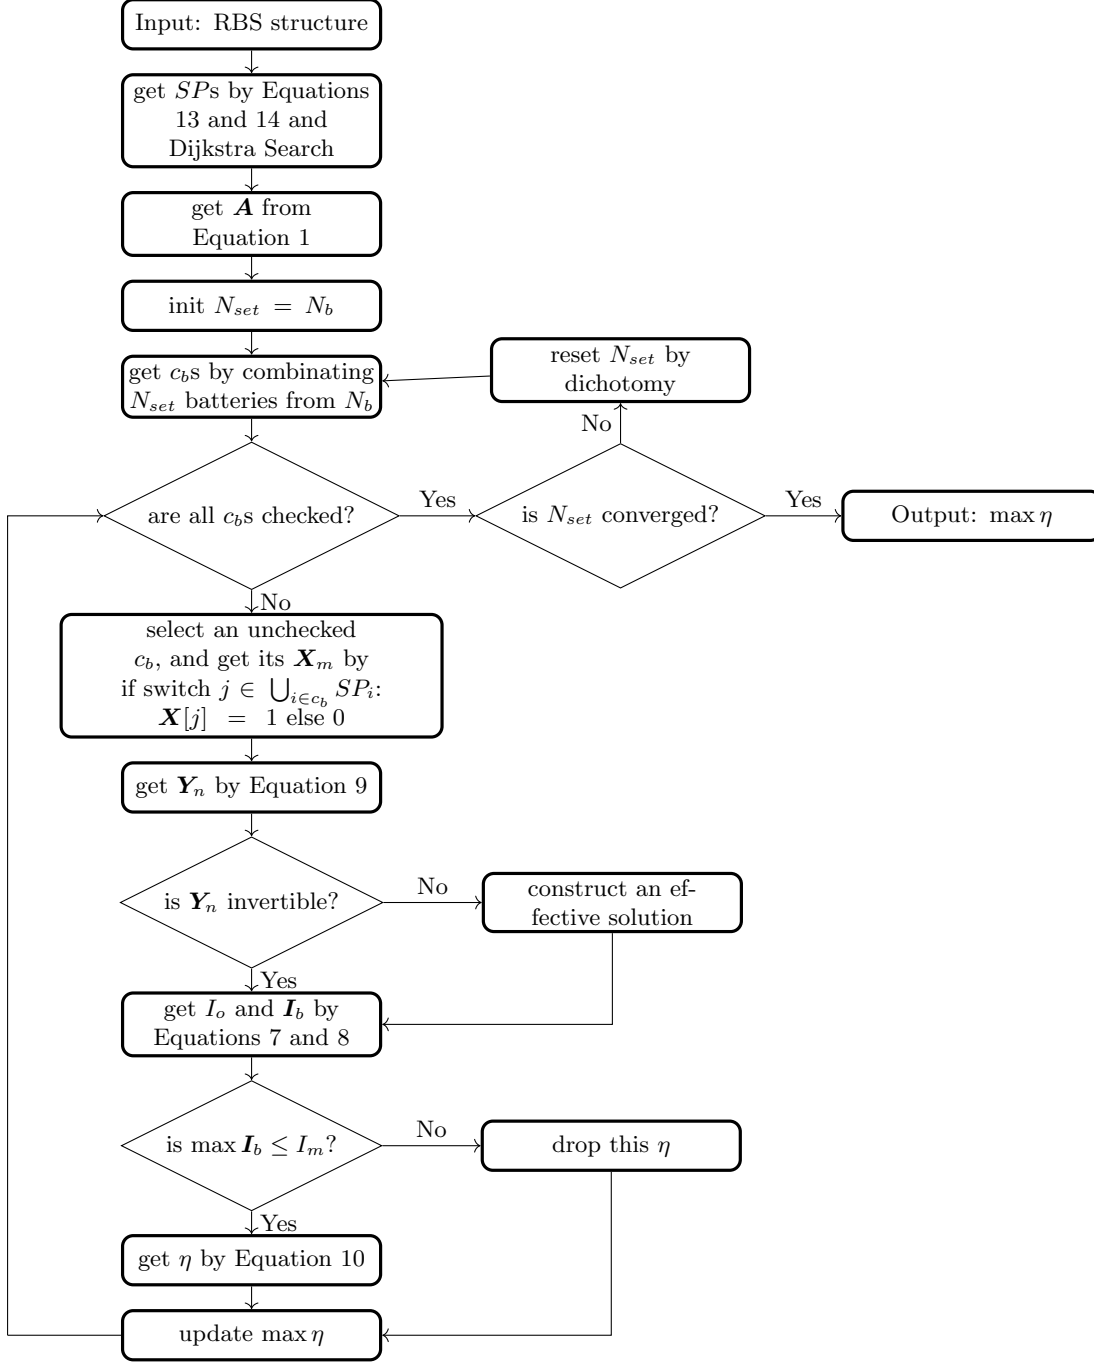 Input: RBS structure
get SPs by Equations
13 and 14 and
Dijkstra Search
get A from
Equation 1
init N_set = N_b
get c_bs by combinating
N_set batteries from N_b
reset N_set by
dichotomy
No
are all c_bs checked?
Yes
is N_set converged?
Yes
Output: max η
No
select an unchecked
c_b, and get its X_m by
if switch j ∈ ⋃_{i∈c_b} SP_i:
X[j] = 1 else 0
get Y_n by Equation 9
is Y_n invertible?
No
construct an ef-
fective solution
Yes
get I_o and I_b by
Equations 7 and 8
is max I_b ≤ I_m?
No
drop this η
Yes
get η by Equation 10
update max η